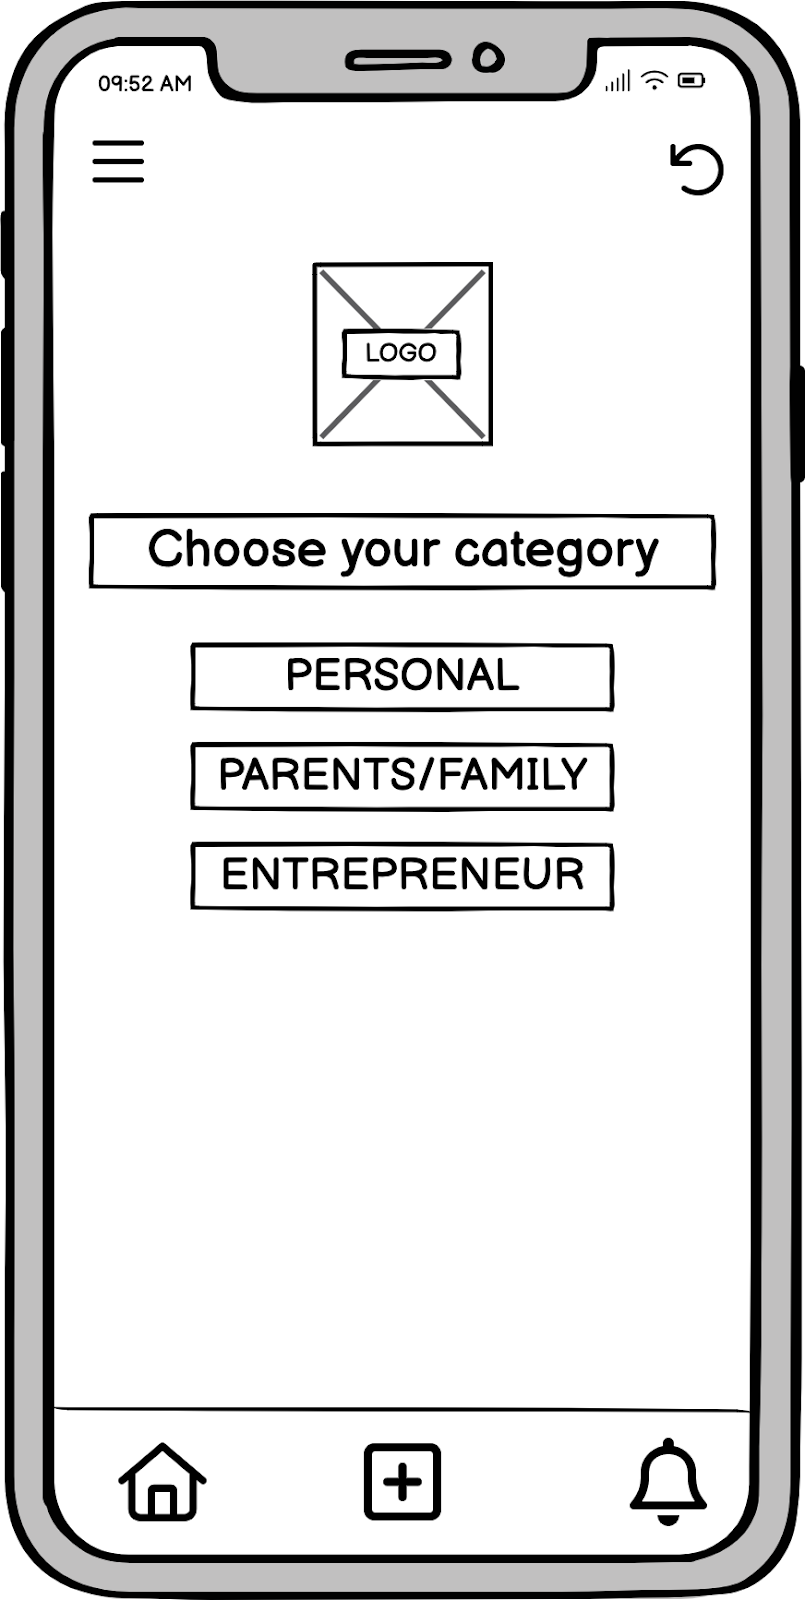 09:52 AM
LOGO
Choose your category
PERSONAL
PARENTS/FAMILY
ENTREPRENEUR